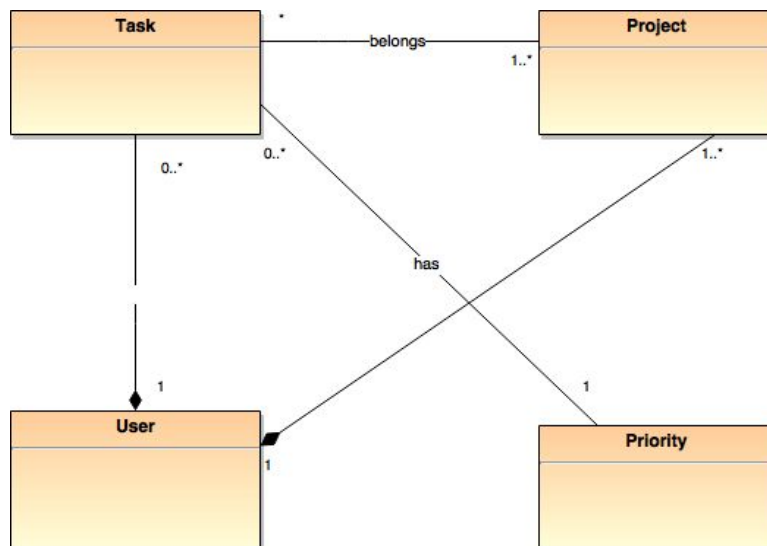 Task
*
belongs
1..*
Project
0..*
0..*
1..*
has
1
1
User
1
Priority